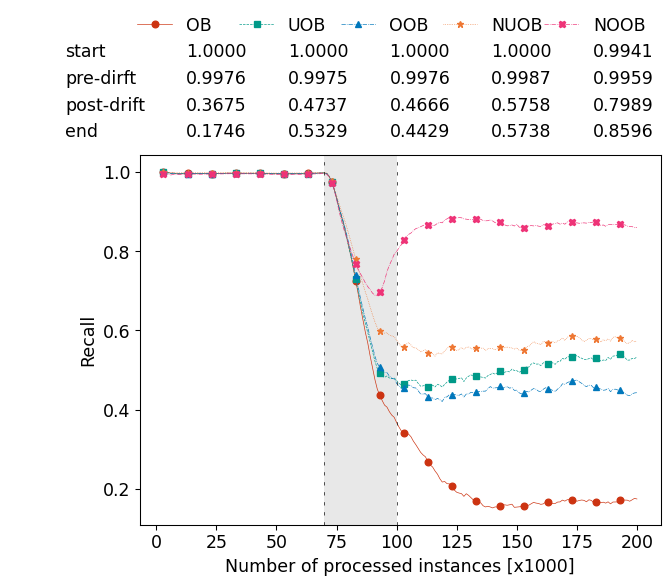 OB UOB OOB NUOB NOOB
start 1.0000 1.0000 1.0000 1.0000 0.9941
pre-dirft 0.9976 0.9975 0.9976 0.9987 0.9959
post-drift 0.3675 0.4737 0.4666 0.5758 0.7989
end 0.1746 0.5329 0.4429 0.5738 0.8596
1.0
0.8
0.6
0.4
0.2
Recall
0 25 50 75 100 125 150 175 200
Number of processed instances [x1000]